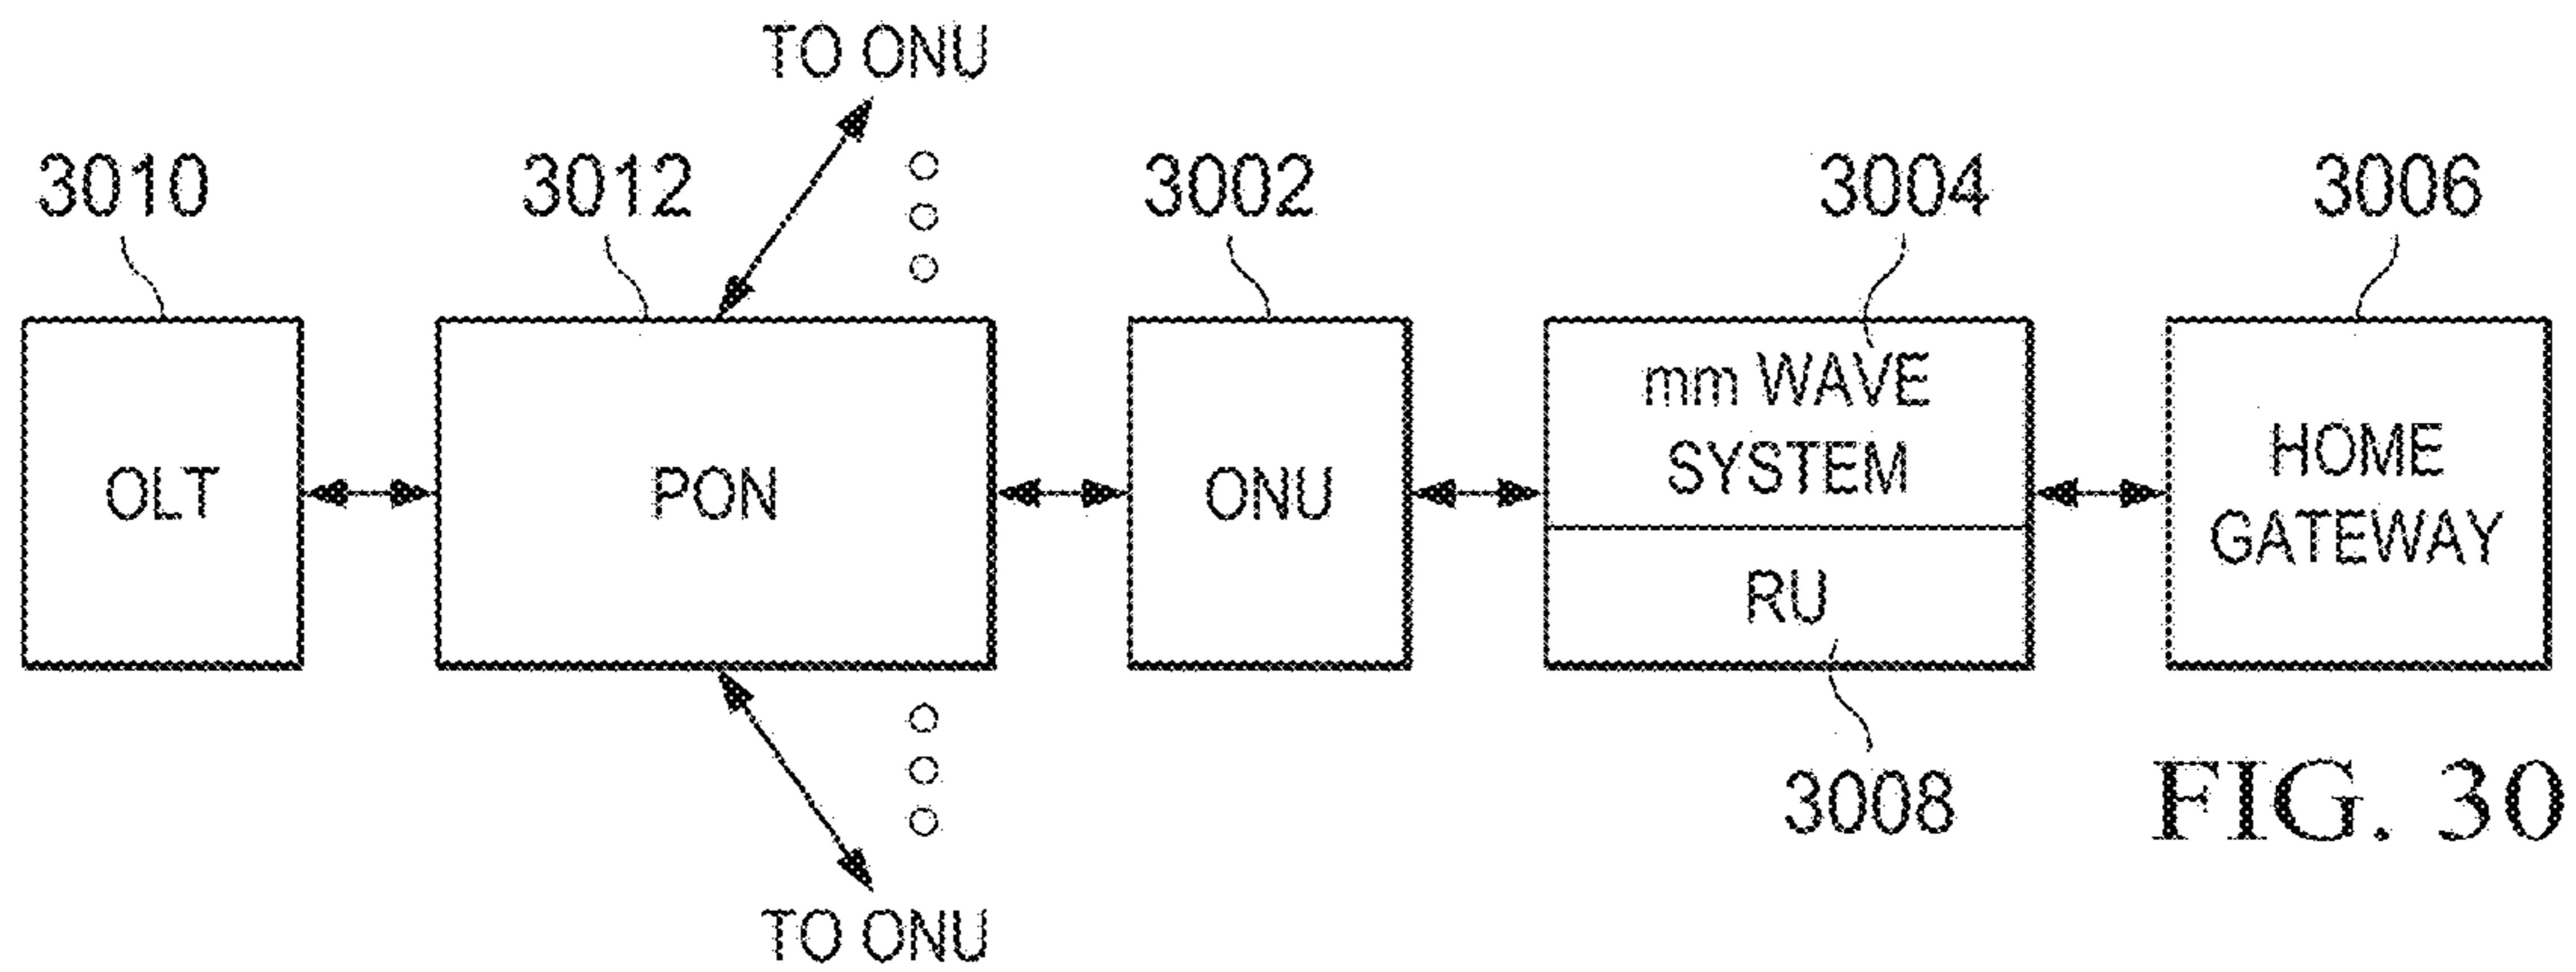 TO ONU
3010
3012
3002
3004
3006
OLT
PON
ONU
mm WAVE
SYSTEM
RU
HOME
GATEWAY
3008
FIG. 30
TO ONU